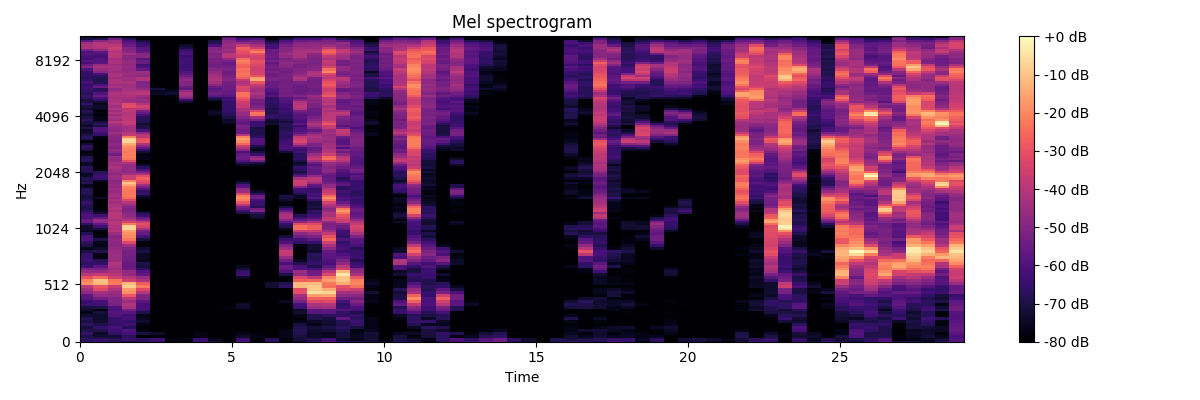 Mel spectrogram
Hz
8192
4096
2048
1024
512
0
0 5 10 15 20 25
Time
+0 dB
-10 dB
-20 dB
-30 dB
-40 dB
-50 dB
-60 dB
-70 dB
-80 dB